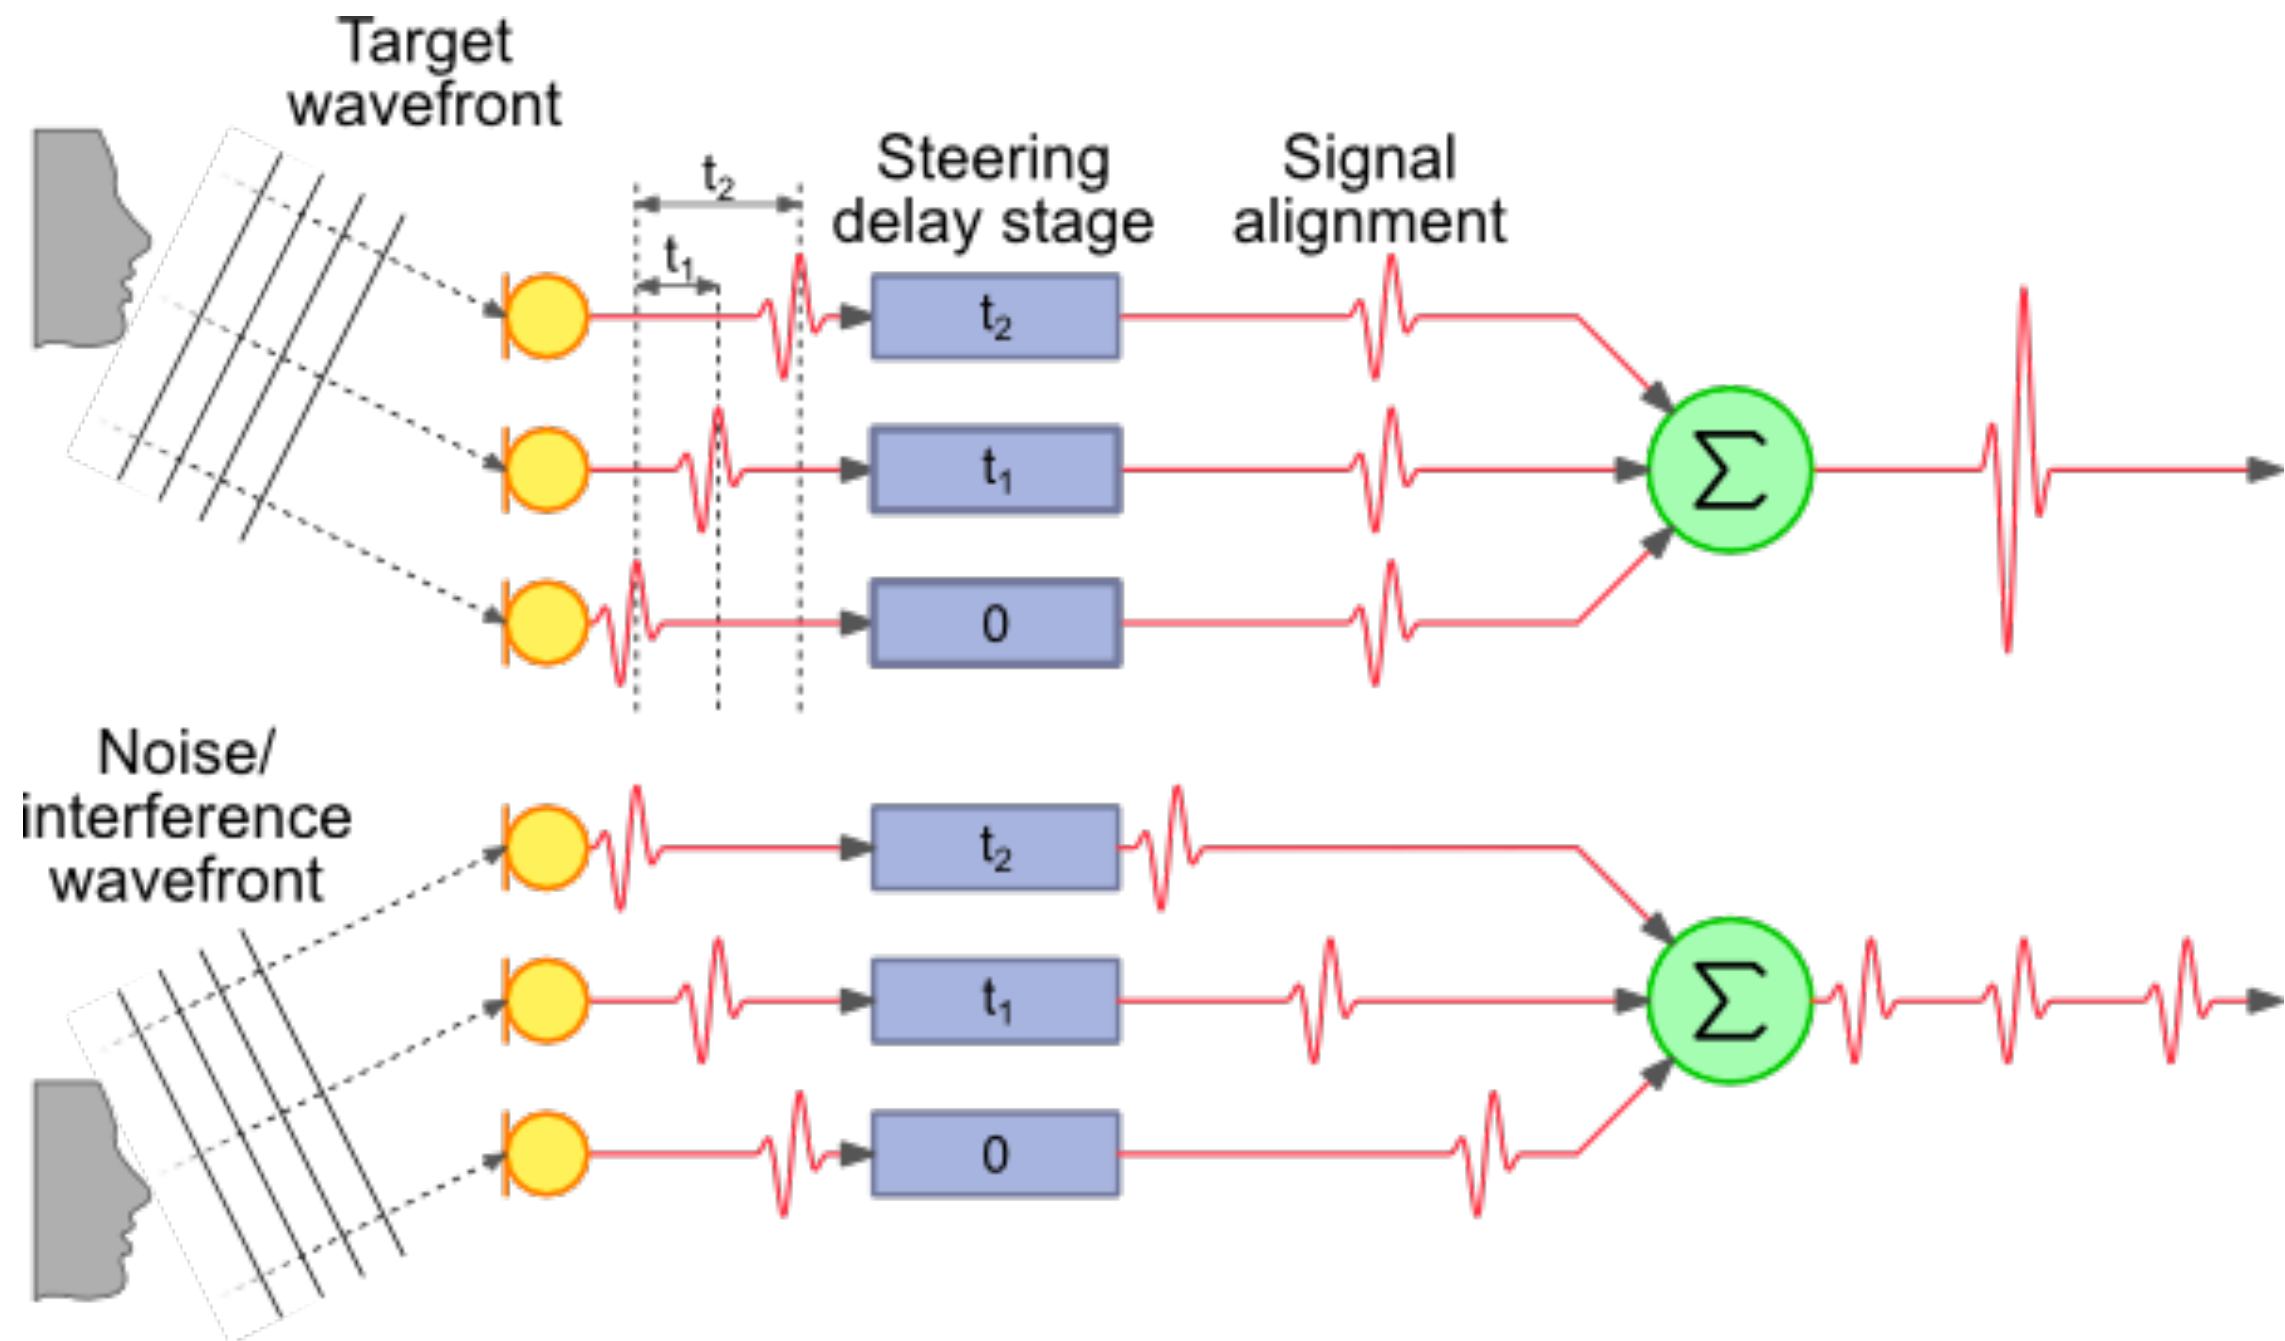 Target
wavefront
t₂
t₁
Steering
delay stage
Signal
alignment
t₂
t₁
0
Σ
Noise/
interference
wavefront
t₂
t₁
0
Σ